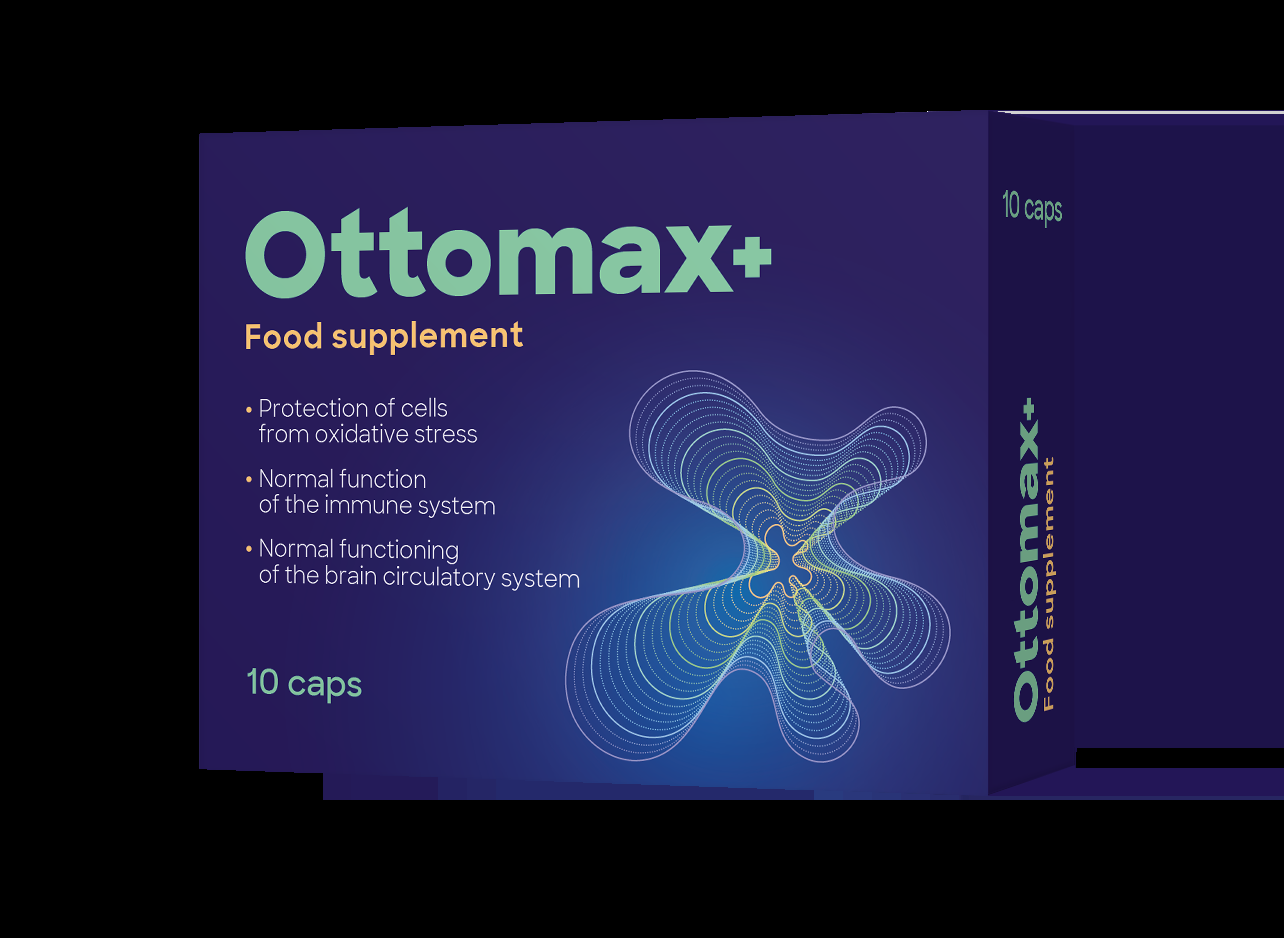 Ottomax+
Food supplement
• Protection of cells
from oxidative stress
• Normal function
of the immune system
• Normal functioning
of the brain circulatory system
10 caps
10 caps
Ottomax+
Food supplement